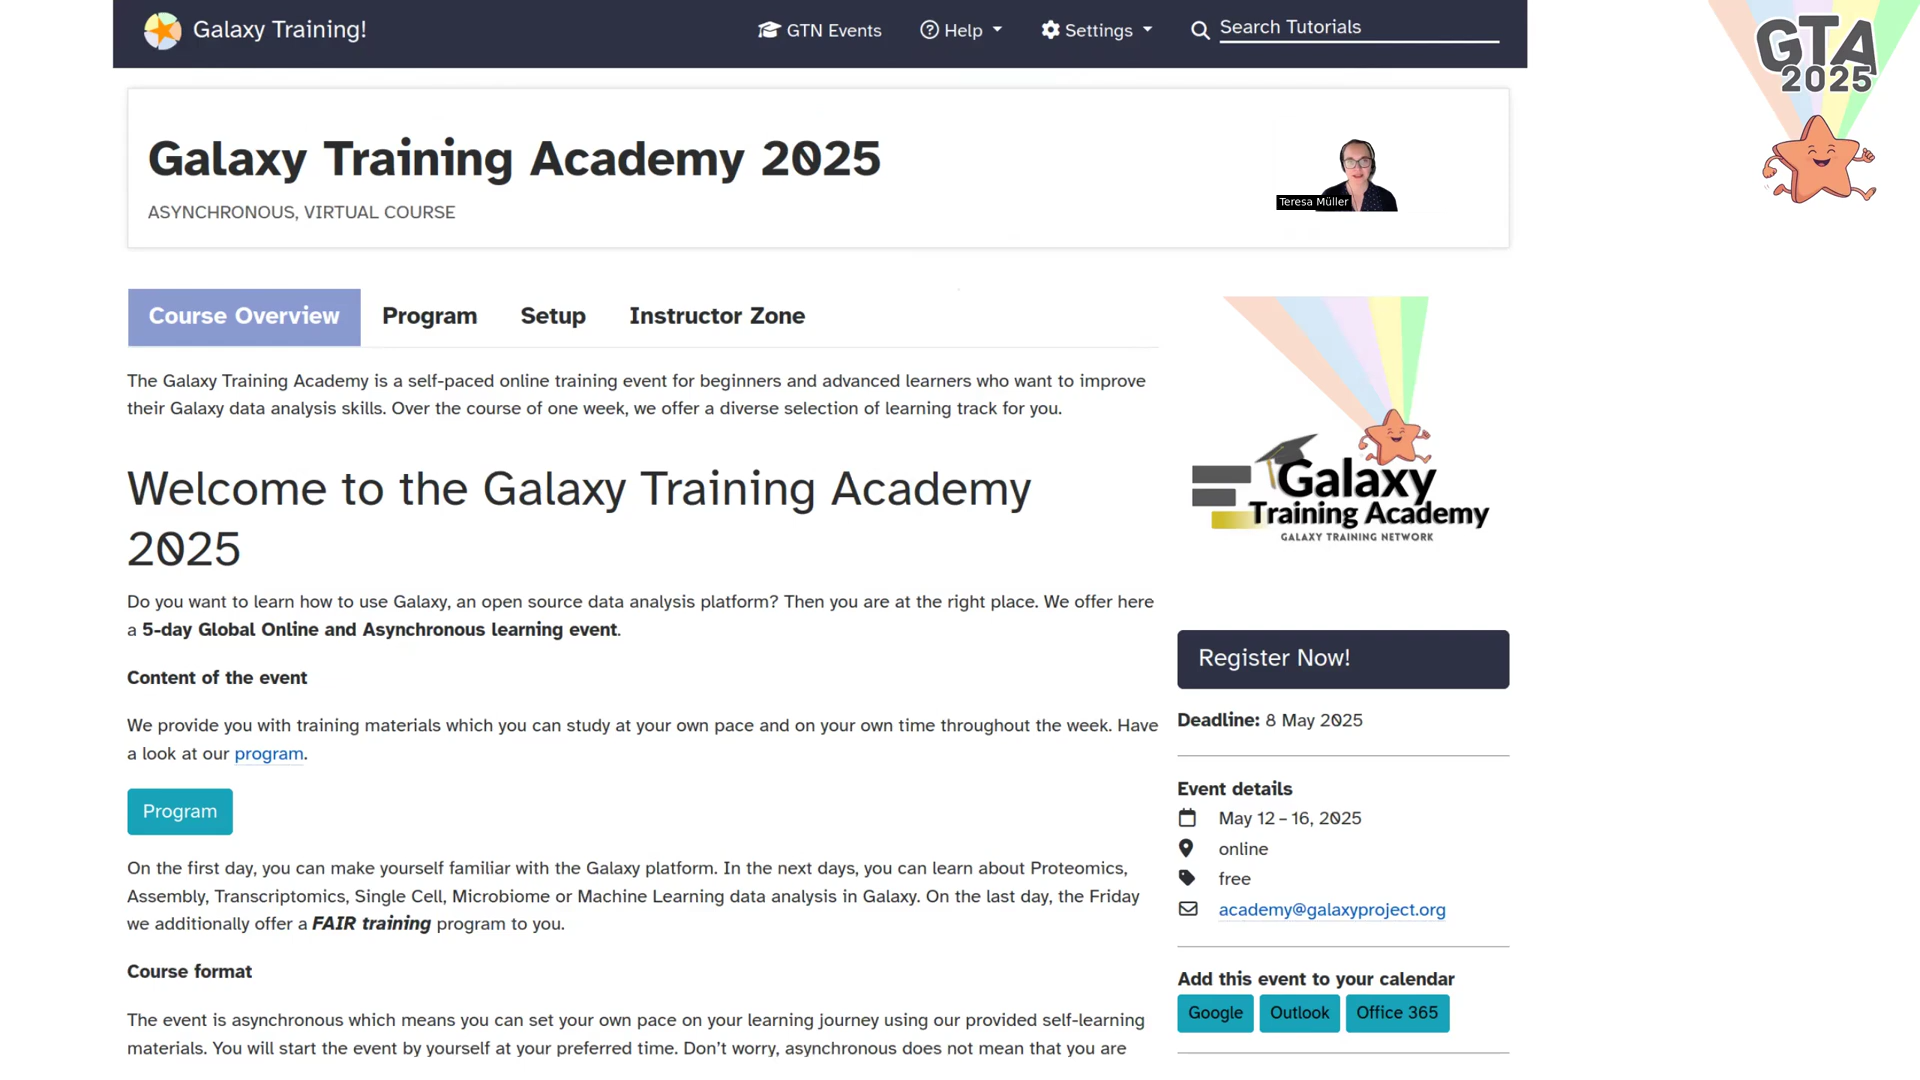 Galaxy Training!
GTN Events
Help
Settings
Search Tutorials
GTA
2025
Galaxy Training Academy 2025
ASYNCHRONOUS, VIRTUAL COURSE
Teresa Müller
Course Overview
Program
Setup
Instructor Zone
The Galaxy Training Academy is a self-paced online training event for beginners and advanced learners who want to improve
their Galaxy data analysis skills. Over the course of one week, we offer a diverse selection of learning track for you.
Welcome to the Galaxy Training Academy
2025
Do you want to learn how to use Galaxy, an open source data analysis platform? Then you are at the right place. We offer here
a 5-day Global Online and Asynchronous learning event.
Content of the event
We provide you with training materials which you can study at your own pace and on your own time throughout the week. Have
a look at our program.
Program
On the first day, you can make yourself familiar with the Galaxy platform. In the next days, you can learn about Proteomics,
Assembly, Transcriptomics, Single Cell, Microbiome or Machine Learning data analysis in Galaxy. On the last day, the Friday
we additionally offer a FAIR training program to you.
Course format
The event is asynchronous which means you can set your own pace on your learning journey using our provided self-learning
materials. You will start the event by yourself at your preferred time. Don't worry, asynchronous does not mean that you are
Galaxy
Training Academy
GALAXY TRAINING NETWORK
Register Now!
Deadline: 8 May 2025
Event details
May 12 – 16, 2025
online
free
academy@galaxyproject.org
Add this event to your calendar
Google
Outlook
Office 365